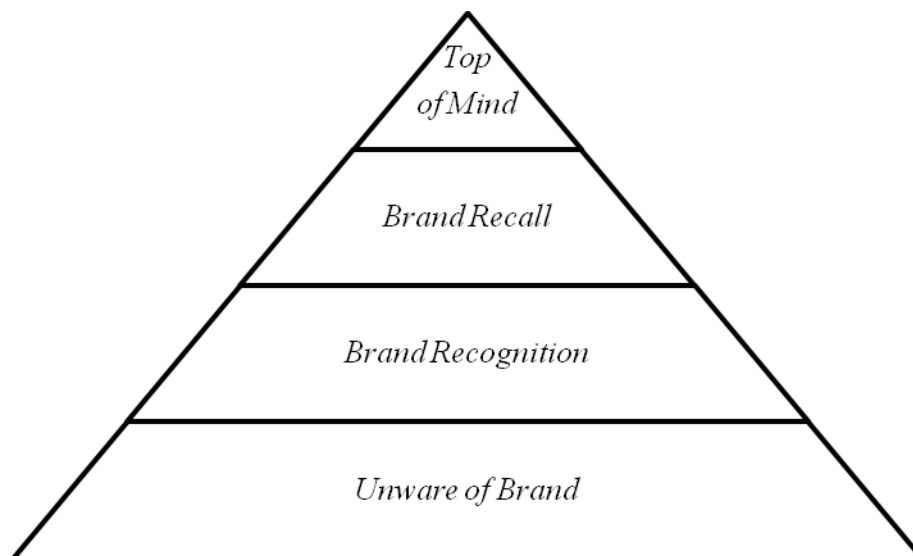 Top
of Mind
Brand Recall
Brand Recognition
Unware of Brand